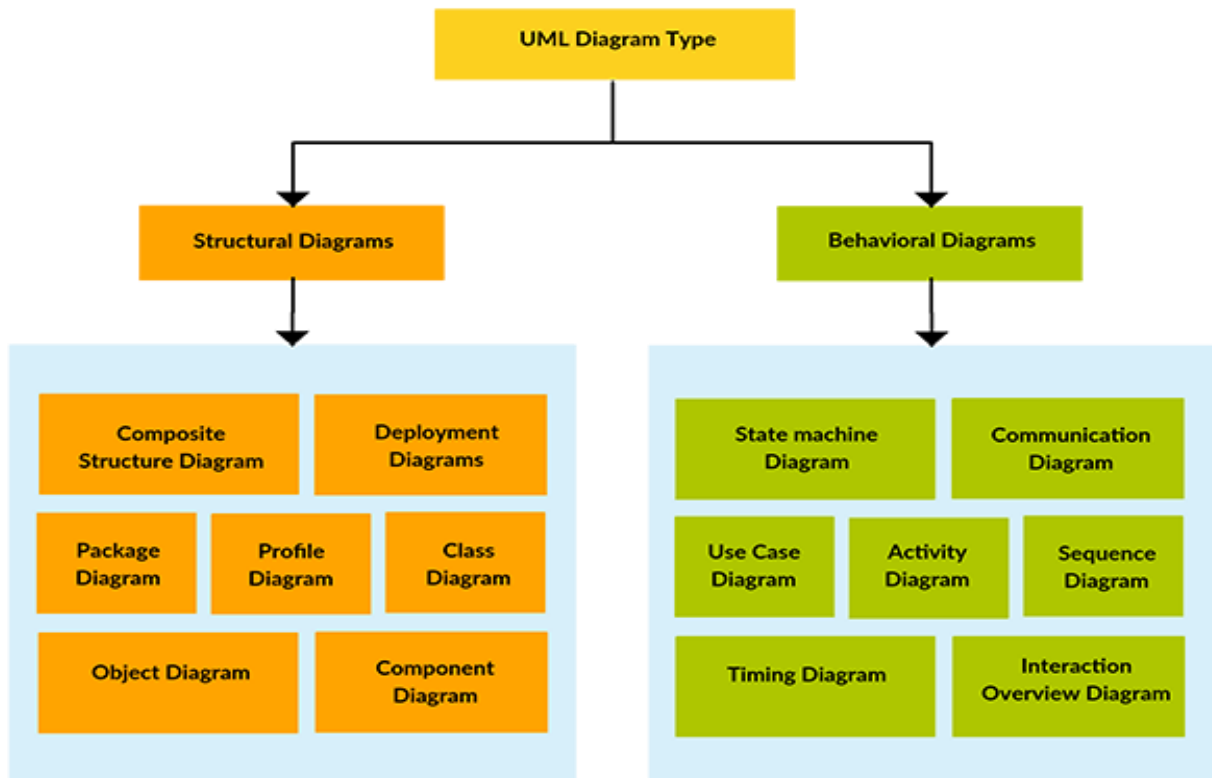 UML Diagram Type
Structural Diagrams
Behavioral Diagrams
Composite
Structure Diagram
Deployment
Diagrams
Package
Diagram
Profile
Diagram
Class
Diagram
Object Diagram
Component
Diagram
State machine
Diagram
Communication
Diagram
Use Case
Diagram
Activity
Diagram
Sequence
Diagram
Timing Diagram
Interaction
Overview Diagram